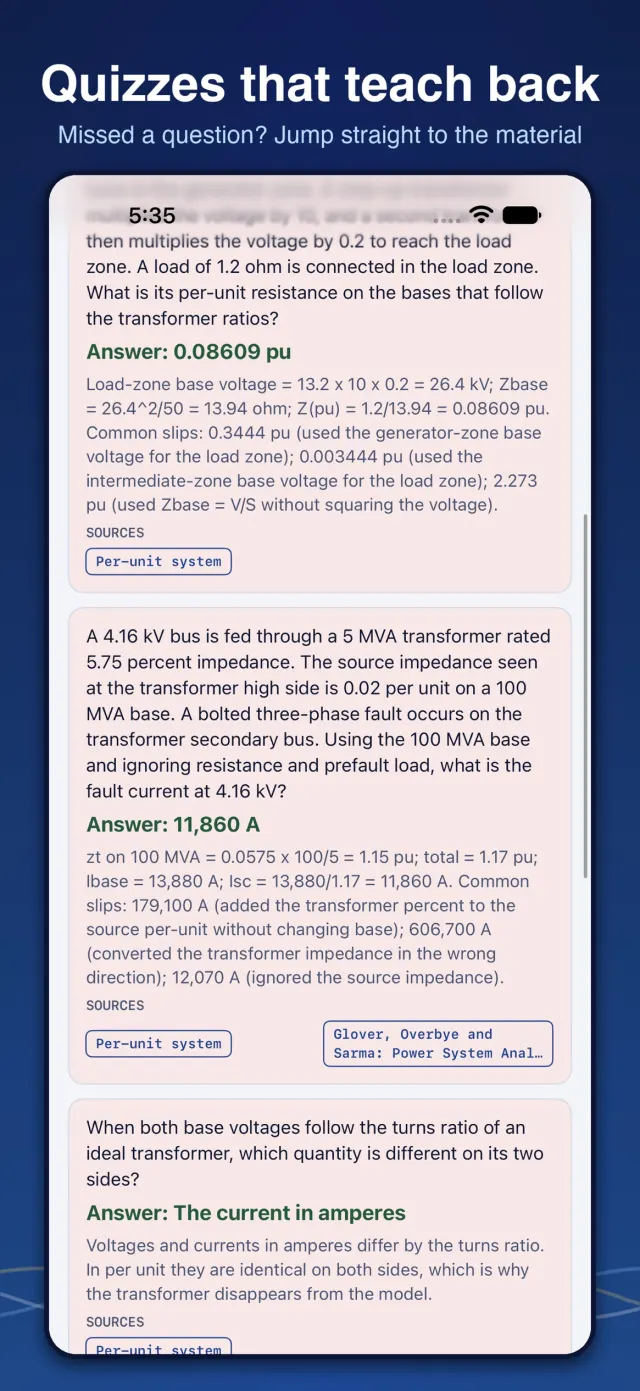 Quizzes that teach back
Missed a question? Jump straight to the material
5:35
the voltage by 10, and a second
then multiplies the voltage by 0.2 to reach the load
zone. A load of 1.2 ohm is connected in the load zone.
What is its per-unit resistance on the bases that follow
the transformer ratios?
Answer: 0.08609 pu
Load-zone base voltage = 13.2 x 10 x 0.2 = 26.4 kV; Zbase
= 26.4^2/50 = 13.94 ohm; Z(pu) = 1.2/13.94 = 0.08609 pu.
Common slips: 0.3444 pu (used the generator-zone base
voltage for the load zone); 0.003444 pu (used the
intermediate-zone base voltage for the load zone); 2.273
pu (used Zbase = V/S without squaring the voltage).
SOURCES
Per-unit system
A 4.16 kV bus is fed through a 5 MVA transformer rated
5.75 percent impedance. The source impedance seen
at the transformer high side is 0.02 per unit on a 100
MVA base. A bolted three-phase fault occurs on the
transformer secondary bus. Using the 100 MVA base
and ignoring resistance and prefault load, what is the
fault current at 4.16 kV?
Answer: 11,860 A
zt on 100 MVA = 0.0575 x 100/5 = 1.15 pu; total = 1.17 pu;
Ibase = 13,880 A; Isc = 13,880/1.17 = 11,860 A. Common
slips: 179,100 A (added the transformer percent to the
source per-unit without changing base); 606,700 A
(converted the transformer impedance in the wrong
direction); 12,070 A (ignored the source impedance).
SOURCES
Per-unit system
Glover, Overbye and
Sarma: Power System Anal…
When both base voltages follow the turns ratio of an
ideal transformer, which quantity is different on its two
sides?
Answer: The current in amperes
Voltages and currents in amperes differ by the turns ratio.
In per unit they are identical on both sides, which is why
the transformer disappears from the model.
SOURCES
Per-unit system